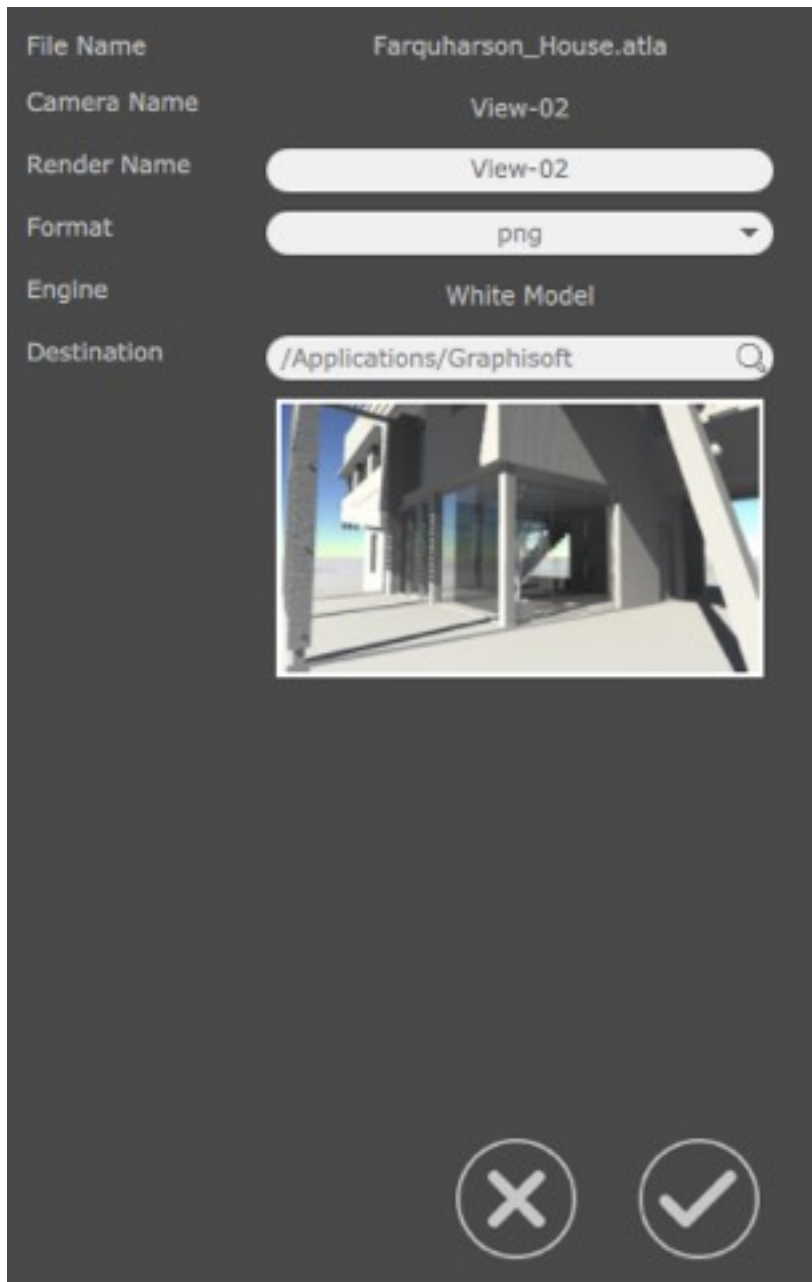 File Name Farquharson_House.atla
Camera Name View-02
Render Name View-02
Format png
Engine White Model
Destination /Applications/Graphisoft